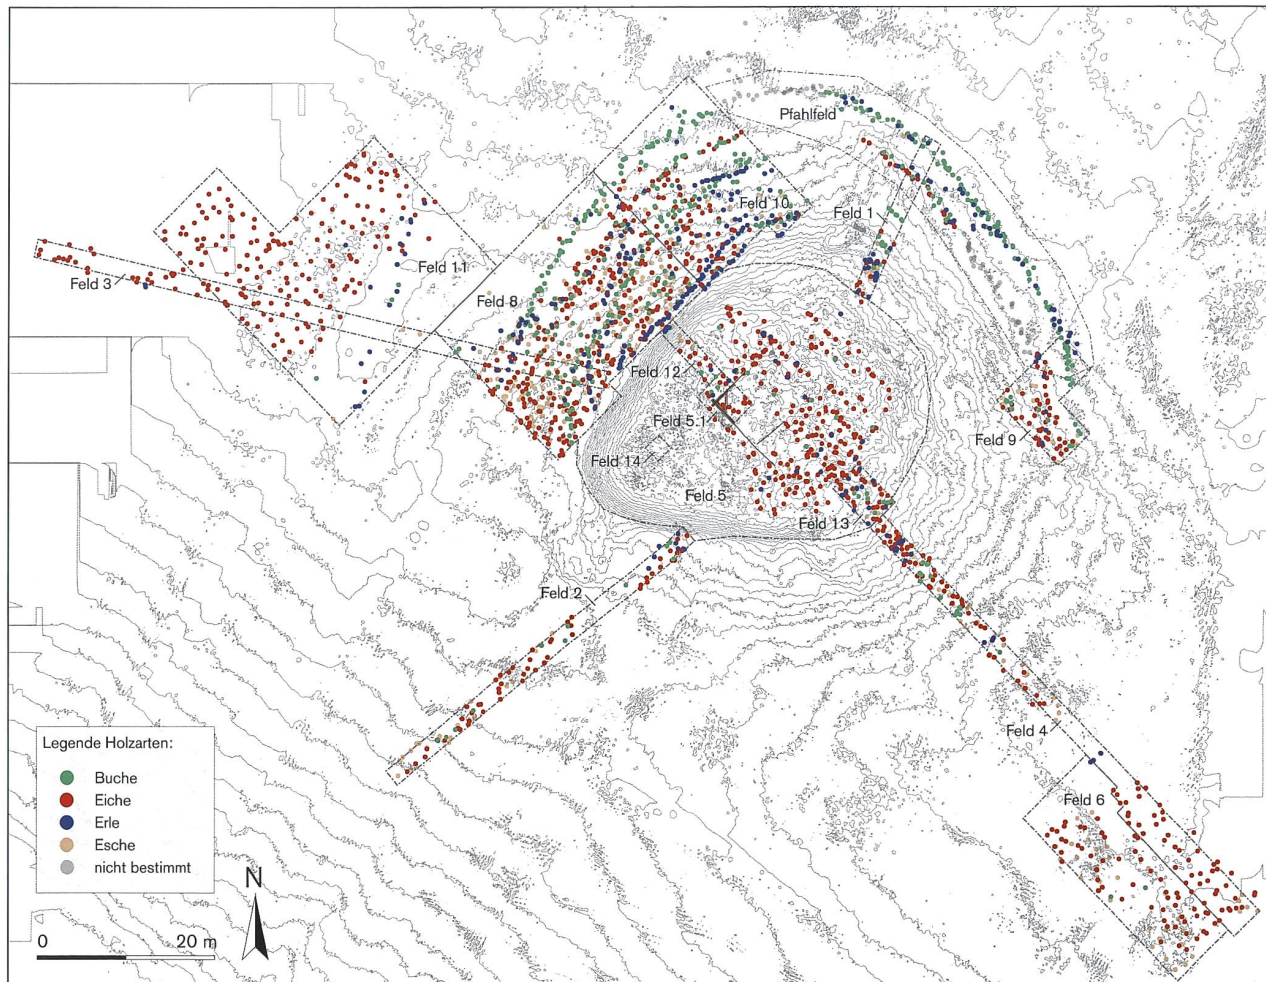 Pfahlfeld
Feld 10
Feld 1
Feld 11
Feld 3
Feld 8
Feld 12
Feld 5.1
Feld 9
Feld 14
Feld 5
Feld 13
Feld 2
Feld 4
Feld 6
Legende Holzarten:
Buche
Eiche
Erle
Esche
nicht bestimmt
N
0 20 m